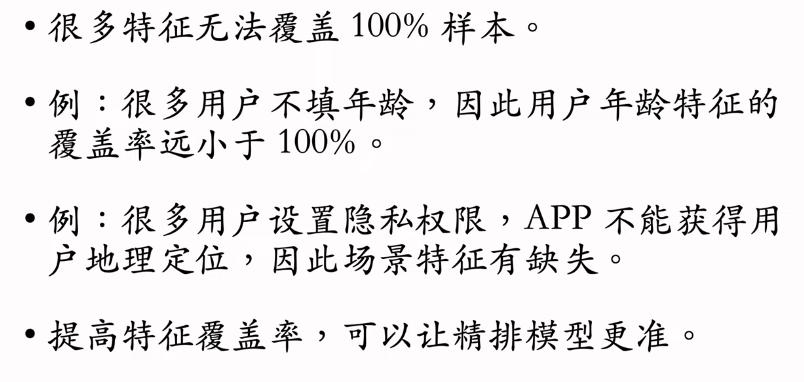 • 很多特征无法覆盖 100% 样本。
• 例：很多用户不填年龄，因此用户年龄特征的
覆盖率远小于 100%。
• 例：很多用户设置隐私权限，APP 不能获得用
户地理定位，因此场景特征有缺失。
• 提高特征覆盖率，可以让精排模型更准。